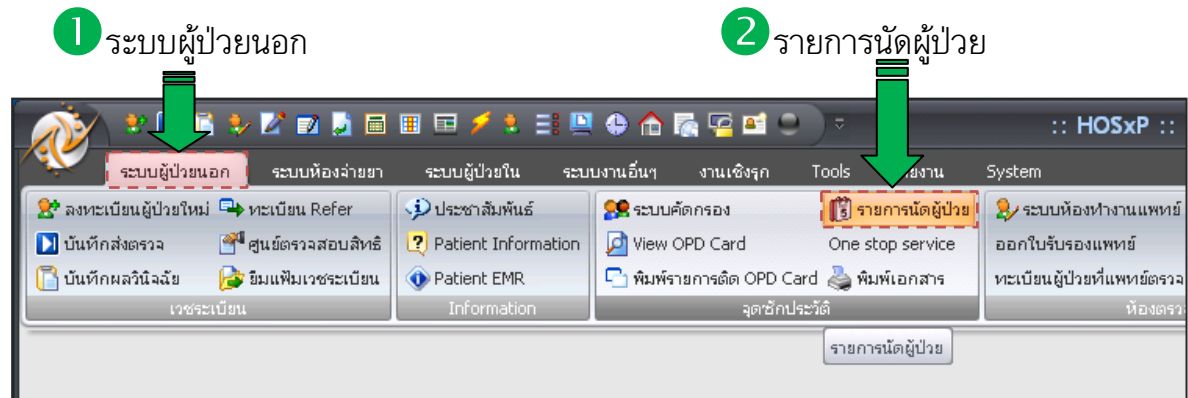 1 ระบบผู้ป่วยนอก
2 รายการนัดผู้ป่วย
:: HOSxP ::
ระบบผู้ป่วยนอก ระบบห้องจ่ายยา ระบบผู้ป่วยใน ระบบงานอื่นๆ งานเชิงรุก Tools System
ลงทะเบียนผู้ป่วยใหม่ ทะเบียน Refer ประชาสัมพันธ์ ระบบคัดกรอง รายการนัดผู้ป่วย ระบบห้องทำงานแพทย์
บันทึกส่งตรวจ ศูนย์ตรวจสอบสิทธิ Patient Information View OPD Card One stop service ออกใบรับรองแพทย์
บันทึกผลวินิจฉัย ยืมแฟ้มเวชระเบียน Patient EMR พิมพ์รายการติด OPD Card พิมพ์เอกสาร ทะเบียนผู้ป่วยที่แพทย์ตรวจ
เวชระเบียน Information จุดซักประวัติ ห้องตรว
รายการนัดผู้ป่วย